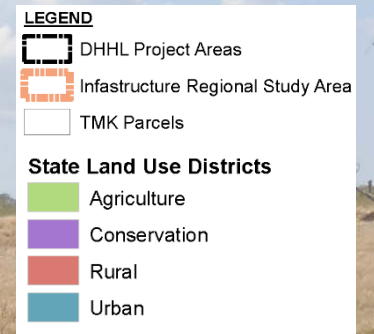 LEGEND
DHHL Project Areas
Infastructure Regional Study Area
TMK Parcels
State Land Use Districts
Agriculture
Conservation
Rural
Urban